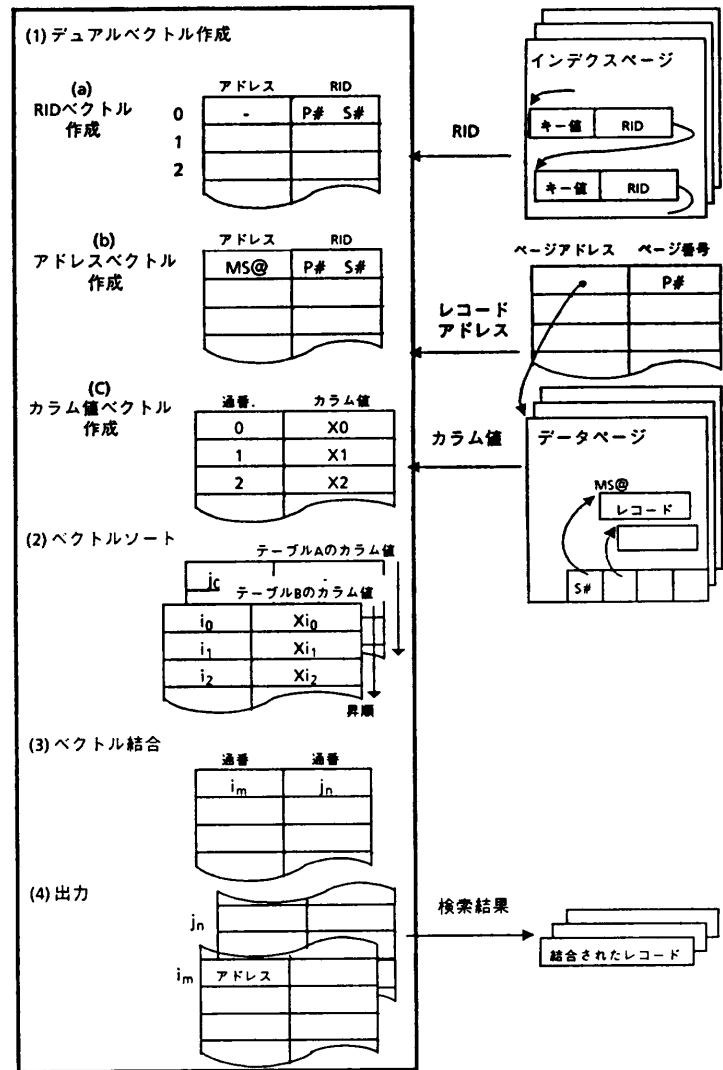 (1) デュアルベクトル作成
(a)
RIDベクトル
作成
アドレス RID
0 - P# S#
1
2
RID
インデクスページ
キー値 RID
キー値 RID
(b)
アドレスベクトル
作成
アドレス RID
MS@ P# S#
レコード
アドレス
ページアドレス ページ番号
P#
(C)
カラム値ベクトル
作成
通番. カラム値
0 X0
1 X1
2 X2
カラム値
データページ
MS@
レコード
S#
(2) ベクトルソート
テーブルAのカラム値
jc -
テーブルBのカラム値
i0 Xi0
i1 Xi1
i2 Xi2
昇順
(3) ベクトル結合
通番 通番
im jn
(4) 出力
jn
im アドレス
検索結果
結合されたレコード